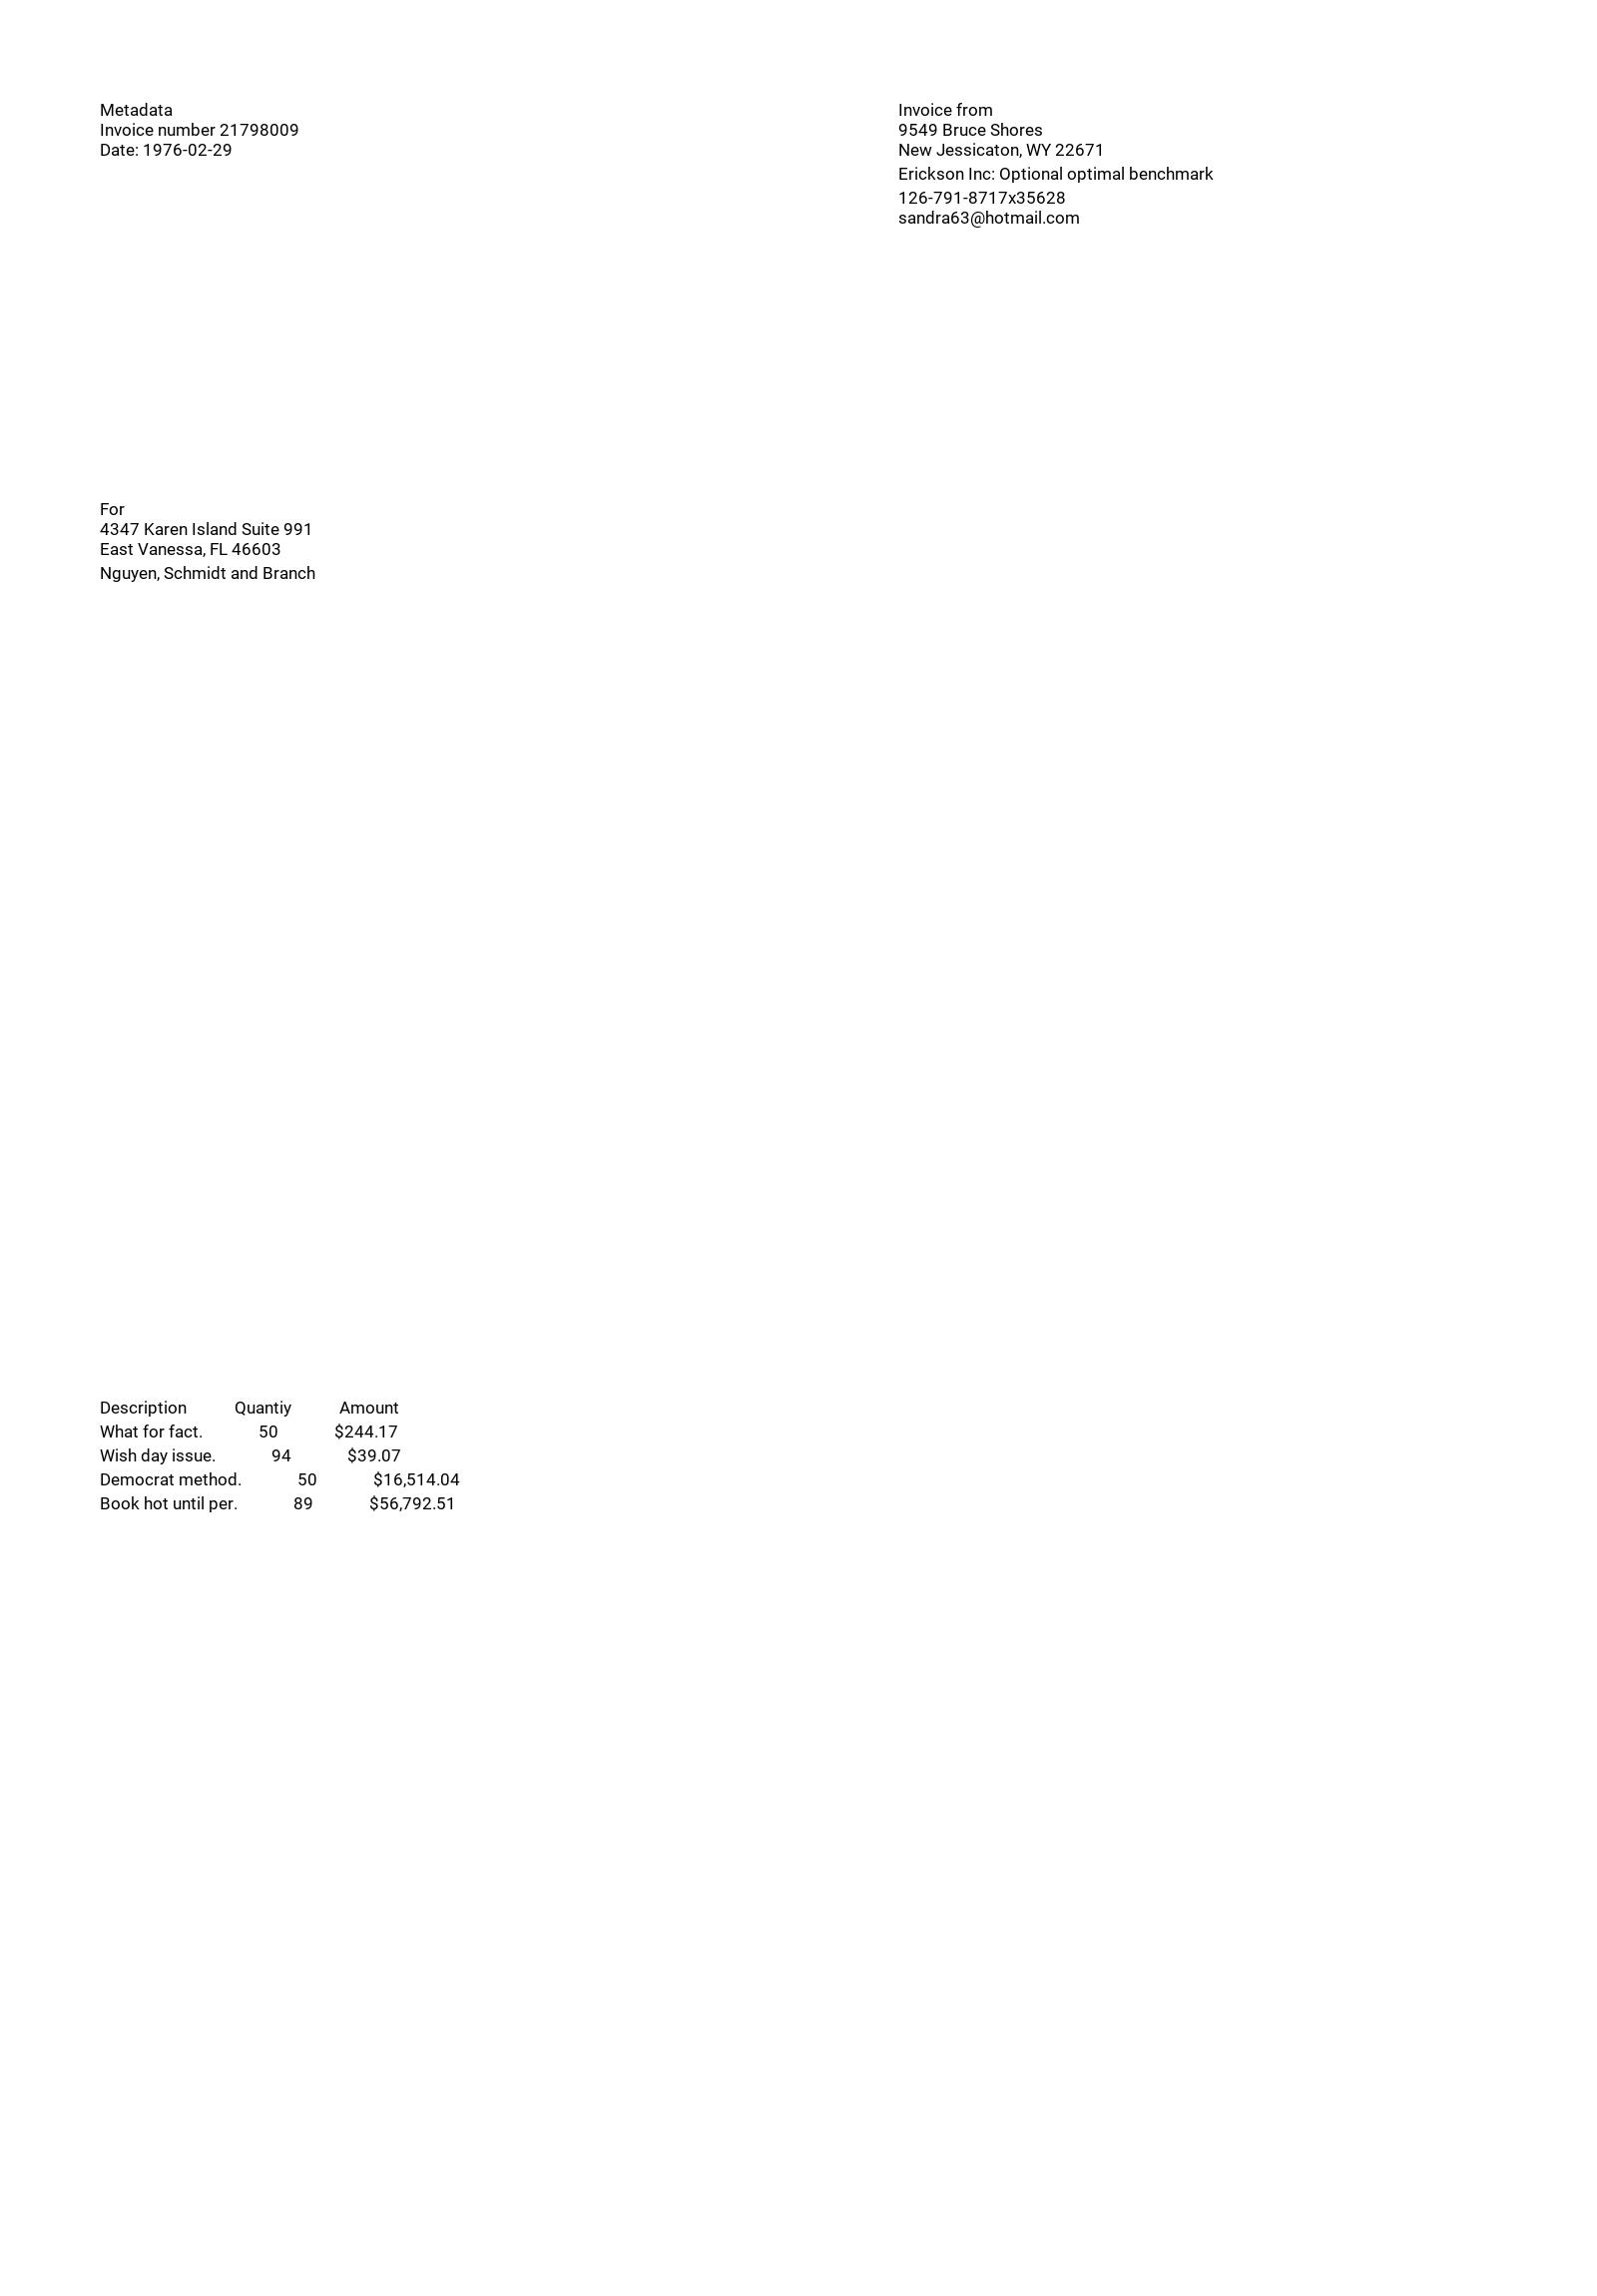 Metadata
Invoice number 21798009
Date: 1976-02-29
Invoice from
9549 Bruce Shores
New Jessicaton, WY 22671
Erickson Inc: Optional optimal benchmark
126-791-8717x35628
sandra63@hotmail.com
For
4347 Karen Island Suite 991
East Vanessa, FL 46603
Nguyen, Schmidt and Branch
Description Quantiy Amount
What for fact. 50 $244.17
Wish day issue. 94 $39.07
Democrat method. 50 $16,514.04
Book hot until per. 89 $56,792.51